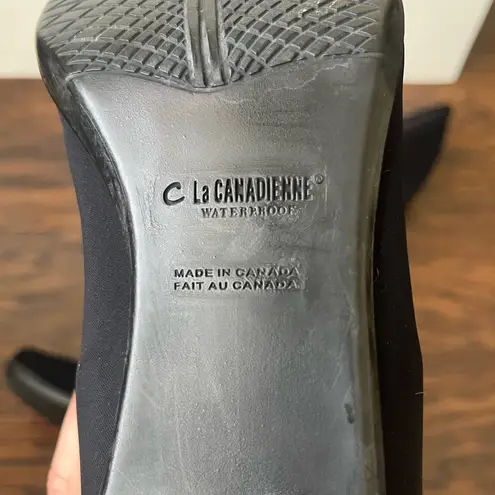 C La CANADIENNE®
WATERPROOF
MADE IN CANADA
FAIT AU CANADA